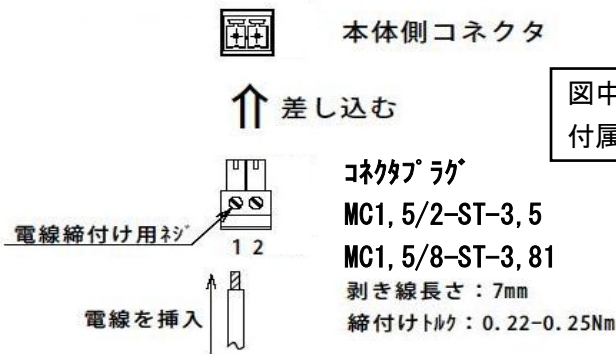 本体側コネクタ
差し込む
図中
付属
コネクタプラグ
MC1,5/2-ST-3,5
MC1,5/8-ST-3,81
剥き線長さ：7mm
締付けトルク：0.22-0.25Nm
電線締付け用ネジ
1 2
電線を挿入